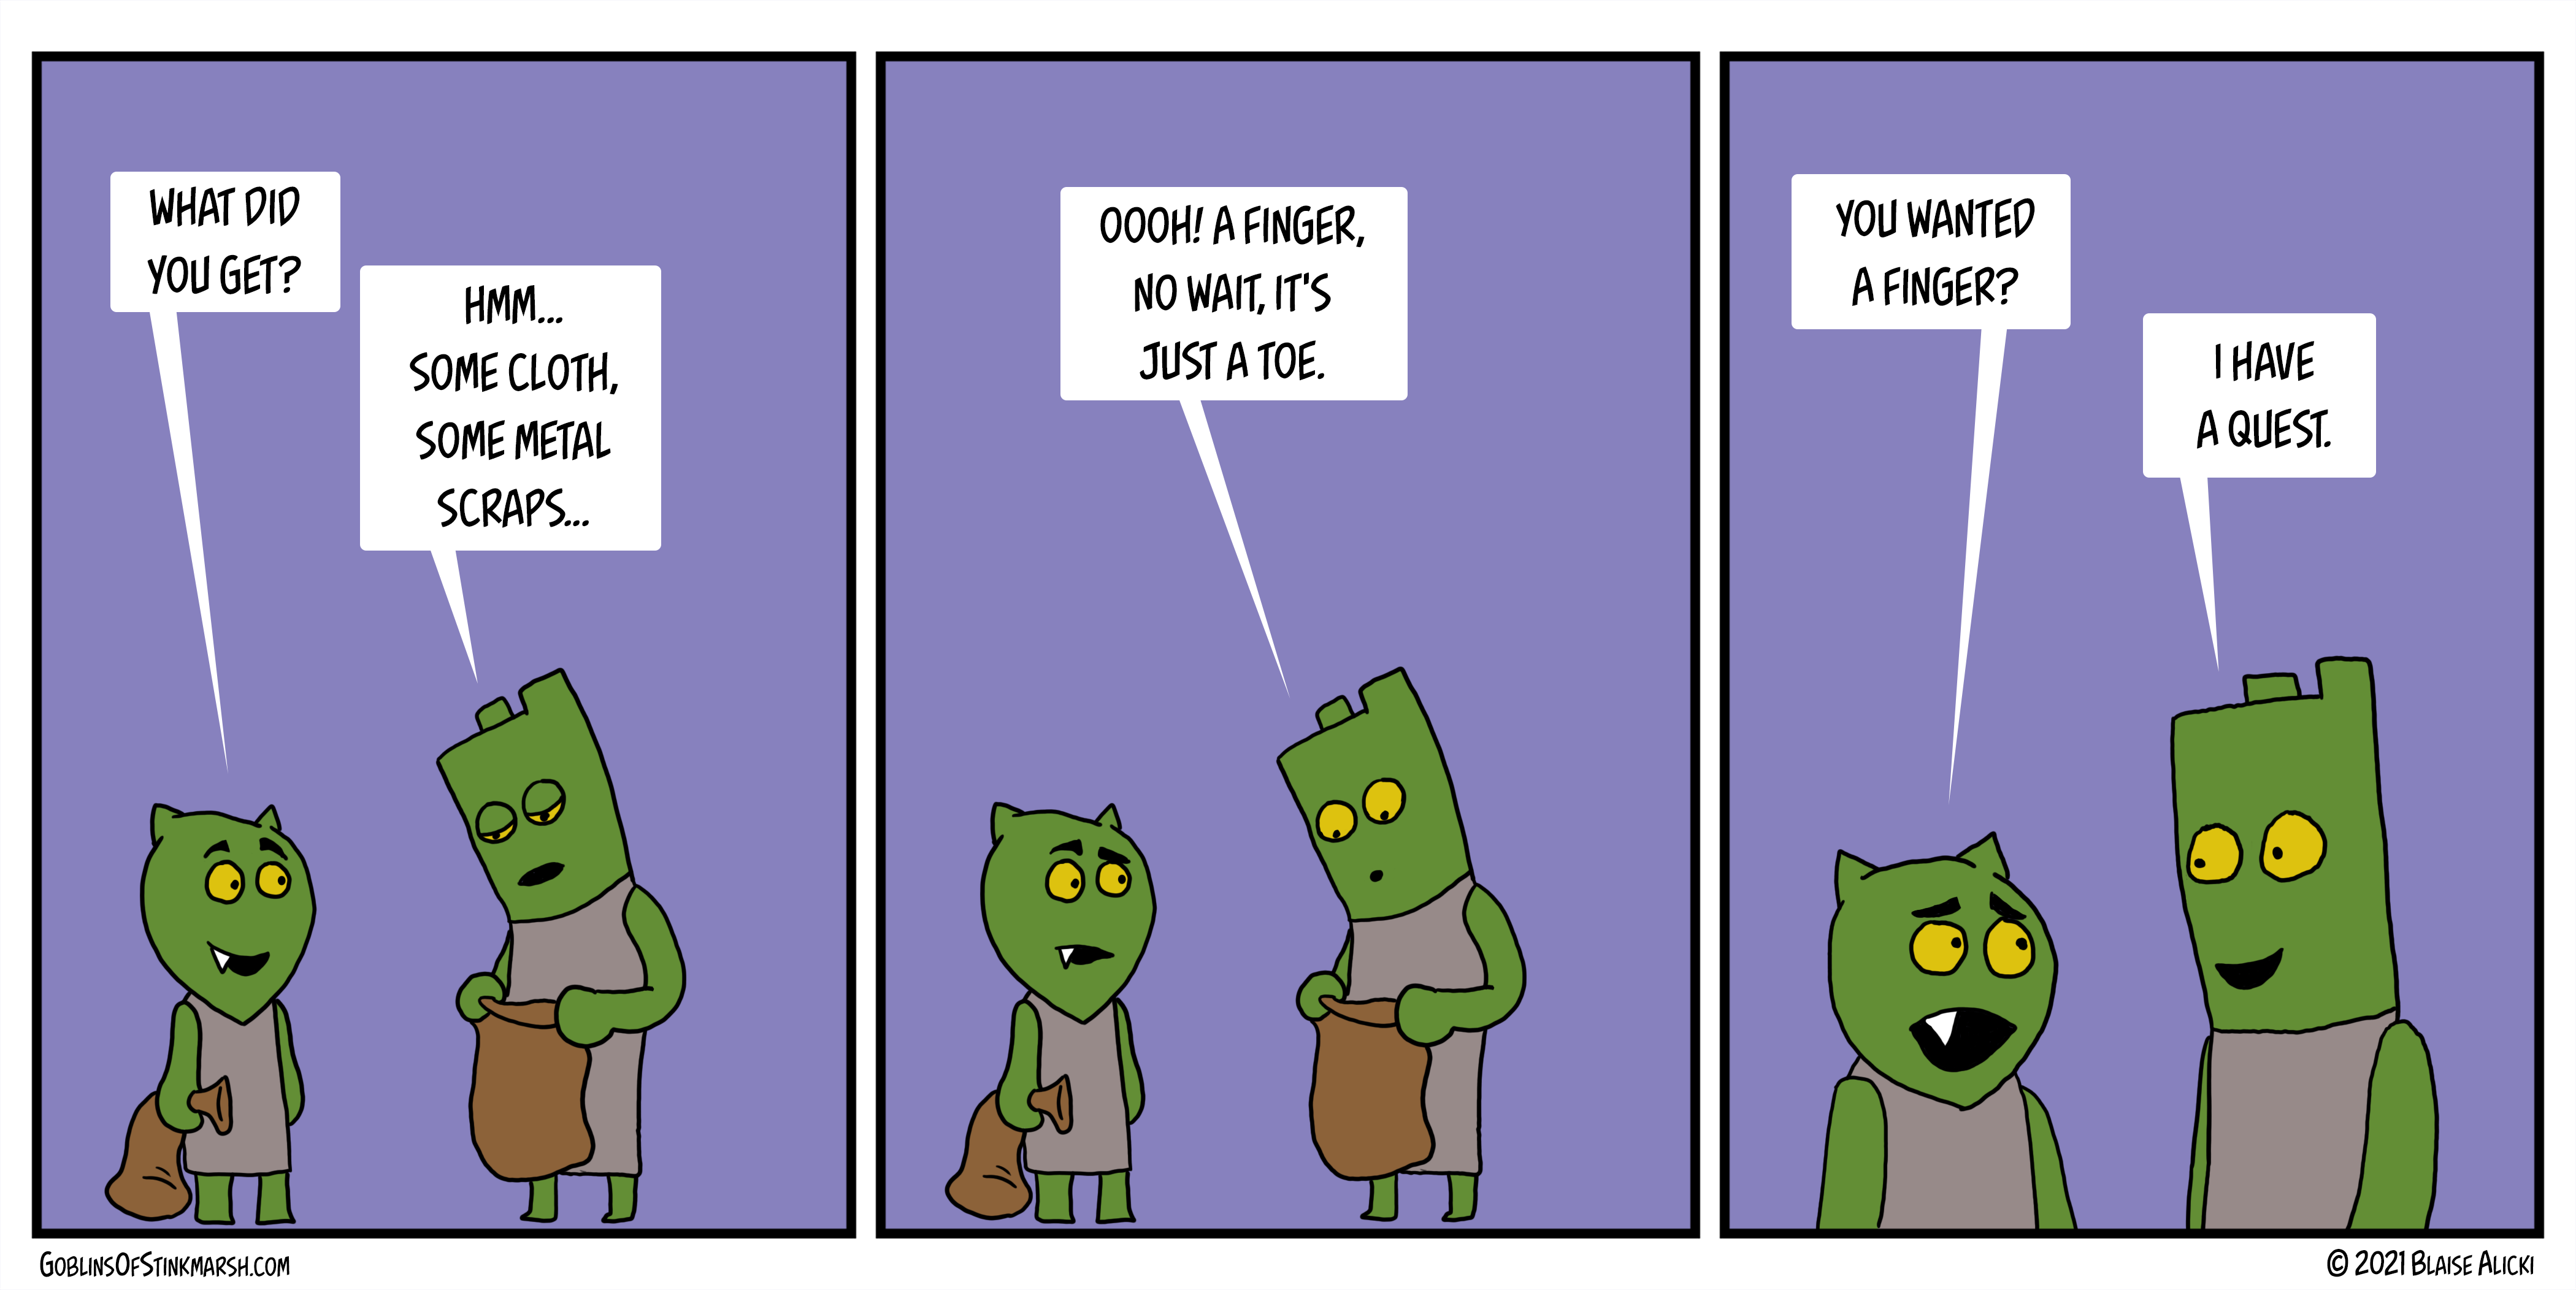 WHAT DID
YOU GET?
HMM...
SOME CLOTH,
SOME METAL
SCRAPS...
OOOH! A FINGER,
NO WAIT, IT'S
JUST A TOE.
YOU WANTED
A FINGER?
I HAVE
A QUEST.
GOBLINSOFSTINKMARSH.COM
© 2021 BLAISE ALICKI